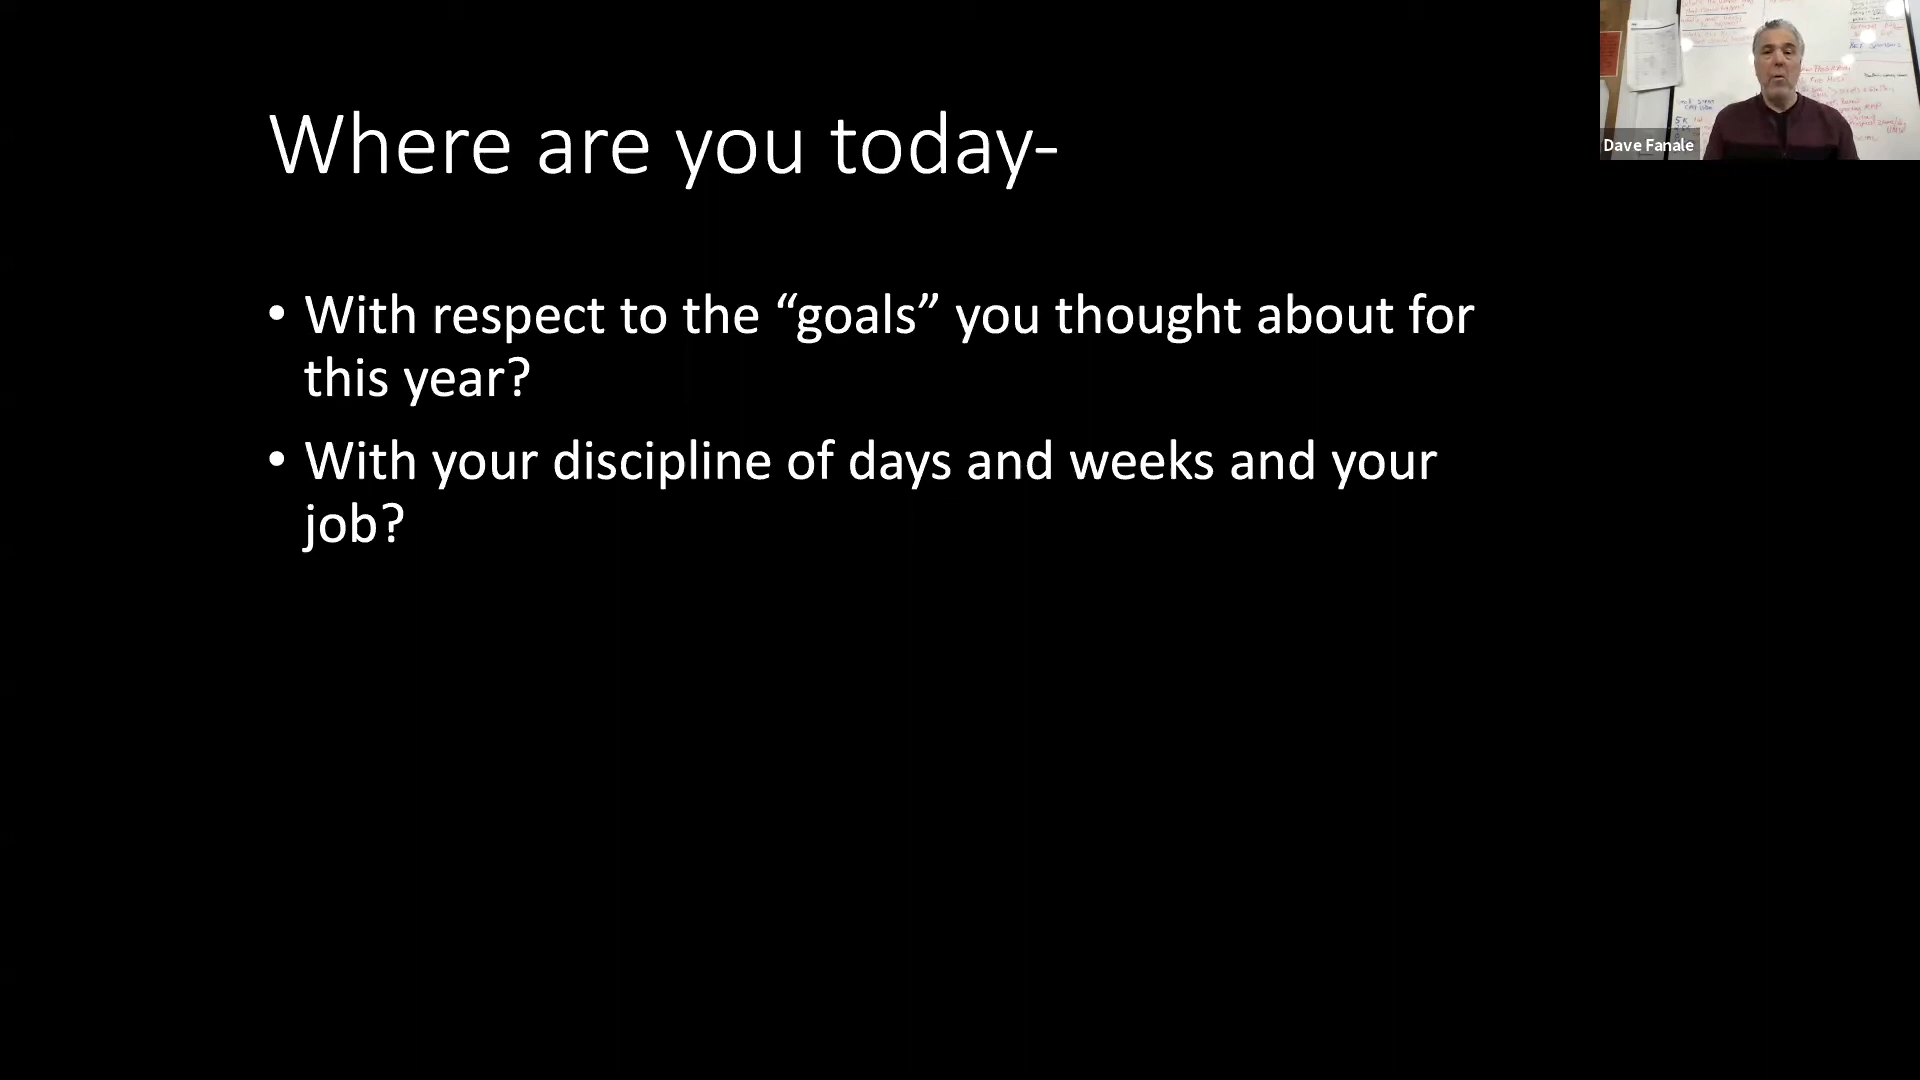 Where are you today-
• With respect to the “goals” you thought about for
this year?
• With your discipline of days and weeks and your
job?
Dave Fanale